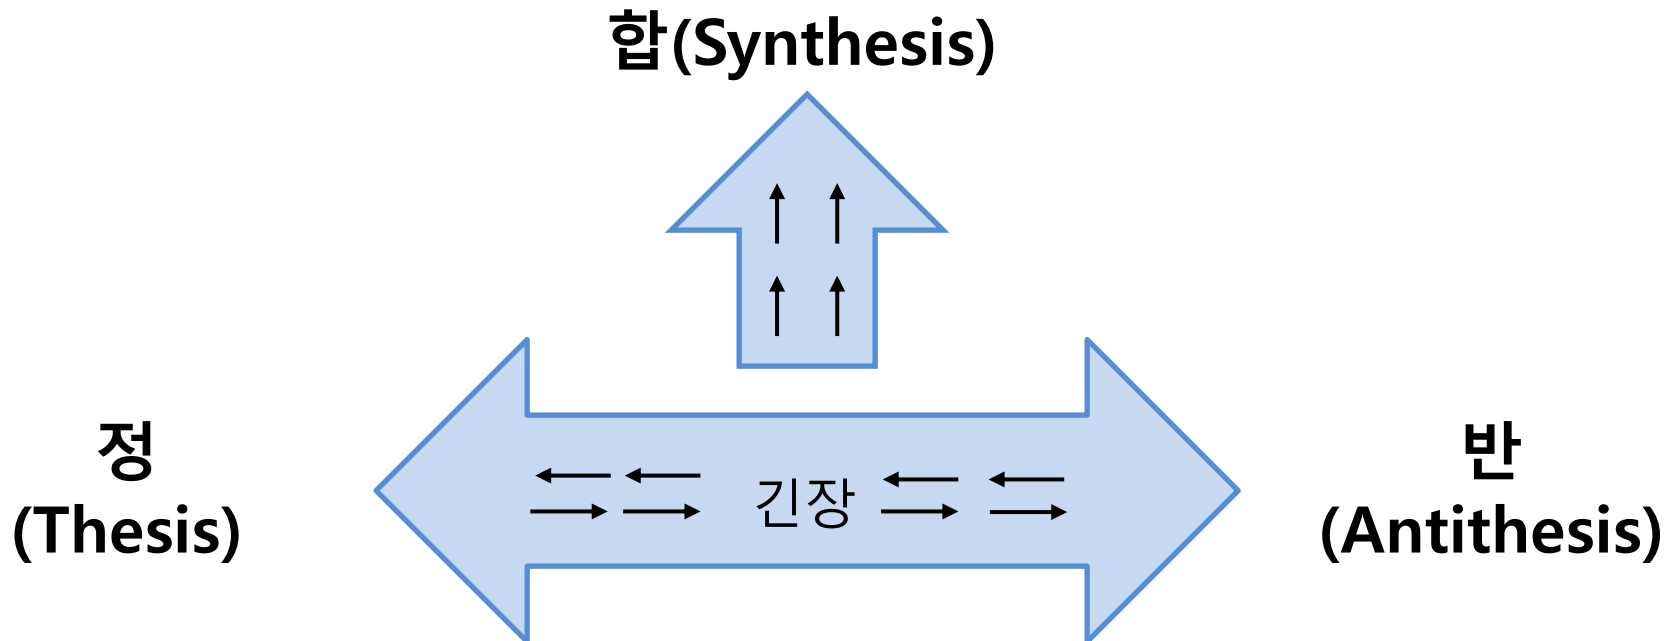 합(Synthesis)
정
(Thesis)
긴장
반
(Antithesis)